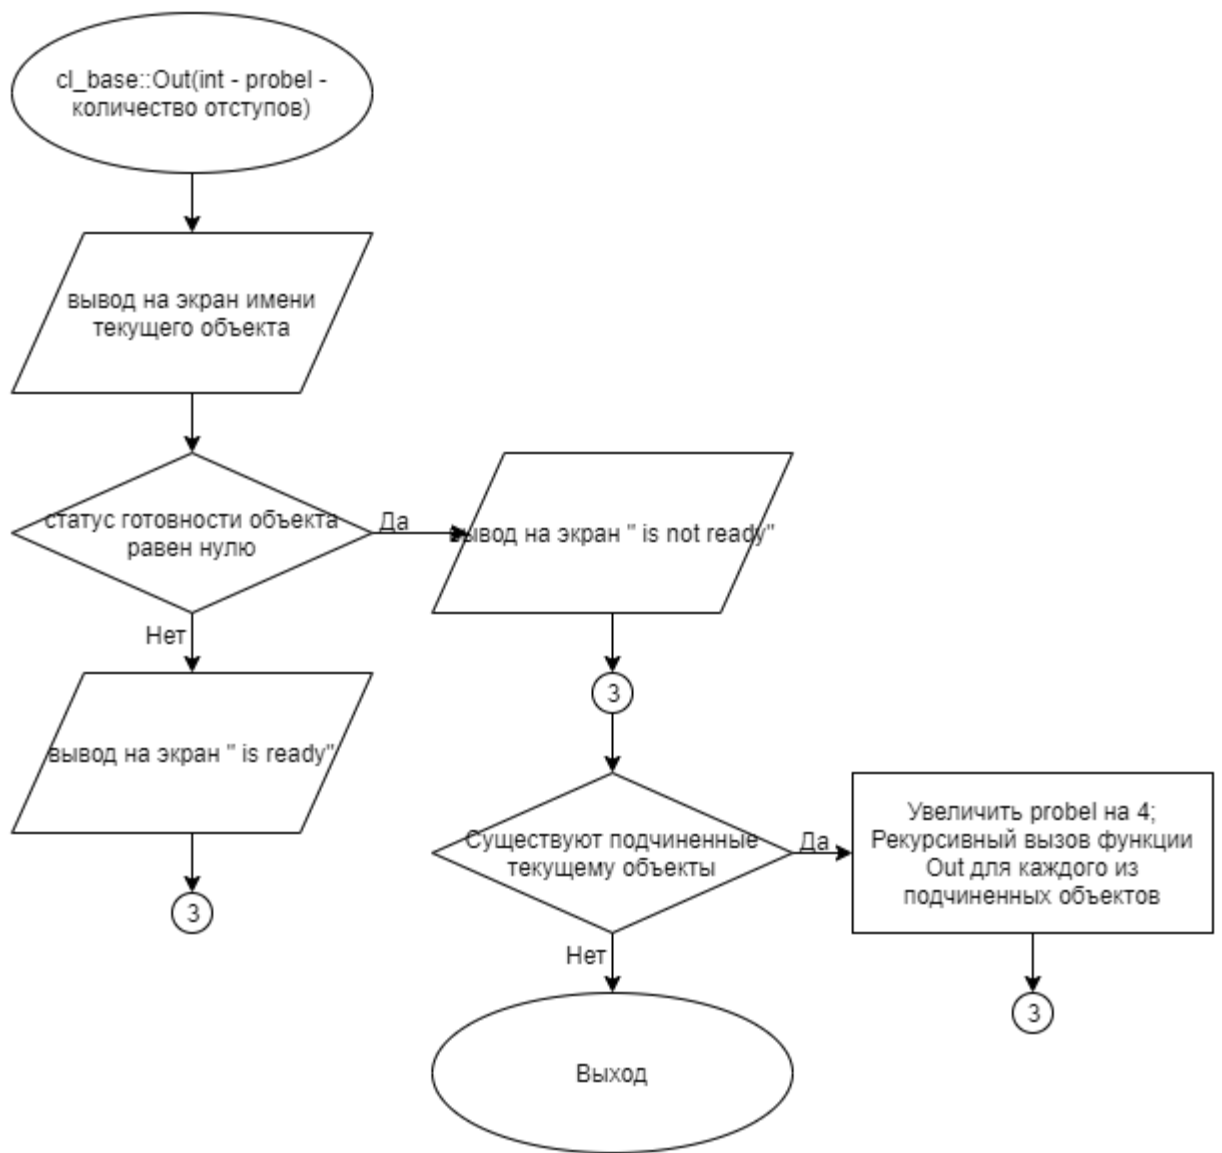 cl_base::Out(int - probel -
количество отступов)
вывод на экран имени
текущего объекта
статус готовности объекта
равен нулю
Да
вывод на экран " is not ready"
Нет
вывод на экран " is ready"
3
3
Существуют подчиненные
текущему объекты
Да
Увеличить probel на 4;
Рекурсивный вызов функции
Out для каждого из
подчиненных объектов
Нет
3
Выход